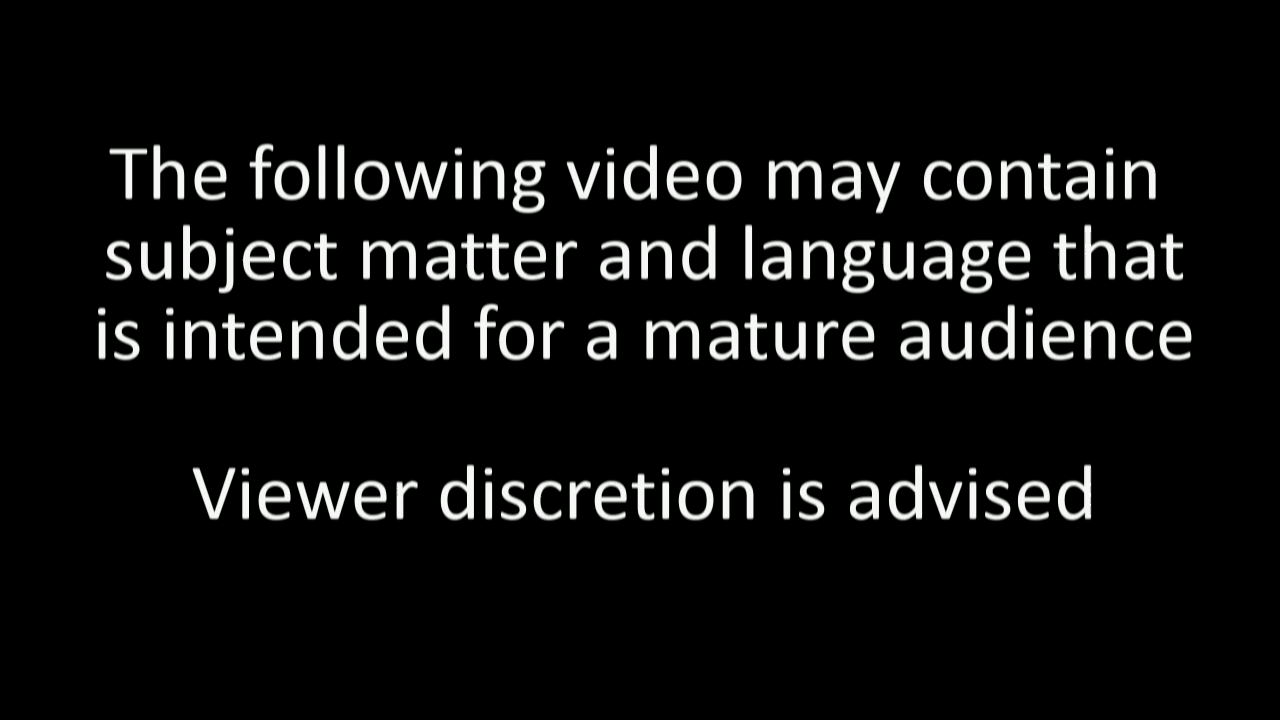 The following video may contain
subject matter and language that
is intended for a mature audience
Viewer discretion is advised